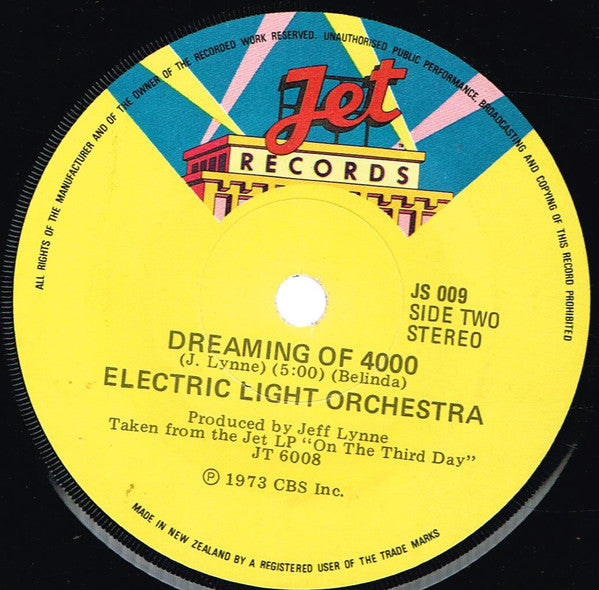 ALL RIGHTS OF THE MANUFACTURER AND OF THE OWNER OF THE RECORDED WORK RESERVED. UNAUTHORISED PUBLIC PERFORMANCE, BROADCASTING AND COPYING OF THIS RECORD PROHIBITED
Jet
TM
RECORDS
JS 009
SIDE TWO
STEREO
DREAMING OF 4000
(J. Lynne) (5:00) (Belinda)
ELECTRIC LIGHT ORCHESTRA
Produced by Jeff Lynne
Taken from the Jet LP "On The Third Day"
JT 6008
Ⓟ 1973 CBS Inc.
MADE IN NEW ZEALAND BY A REGISTERED USER OF THE TRADE MARKS